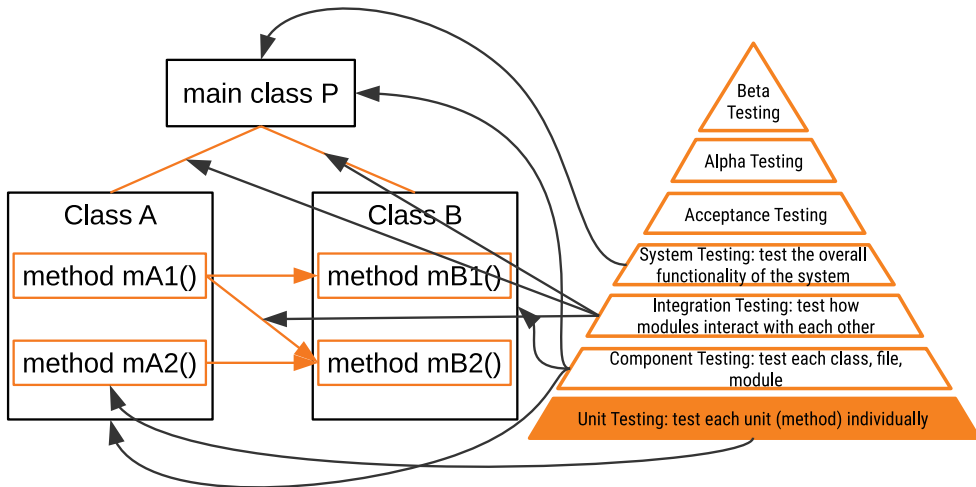 main class P
Class A
method mA1()
method mA2()
Class B
method mB1()
method mB2()
Beta
Testing
Alpha Testing
Acceptance Testing
System Testing: test the overall
functionality of the system
Integration Testing: test how
modules interact with each other
Component Testing: test each class, file,
module
Unit Testing: test each unit (method) individually